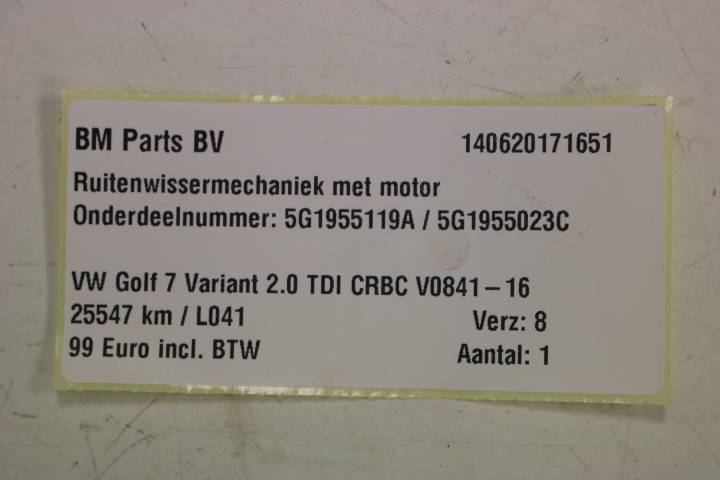 BM Parts BV 140620171651
Ruitenwissermechaniek met motor
Onderdeelnummer: 5G1955119A / 5G1955023C
VW Golf 7 Variant 2.0 TDI CRBC V0841-16
25547 km / L041 Verz: 8
99 Euro incl. BTW Aantal: 1